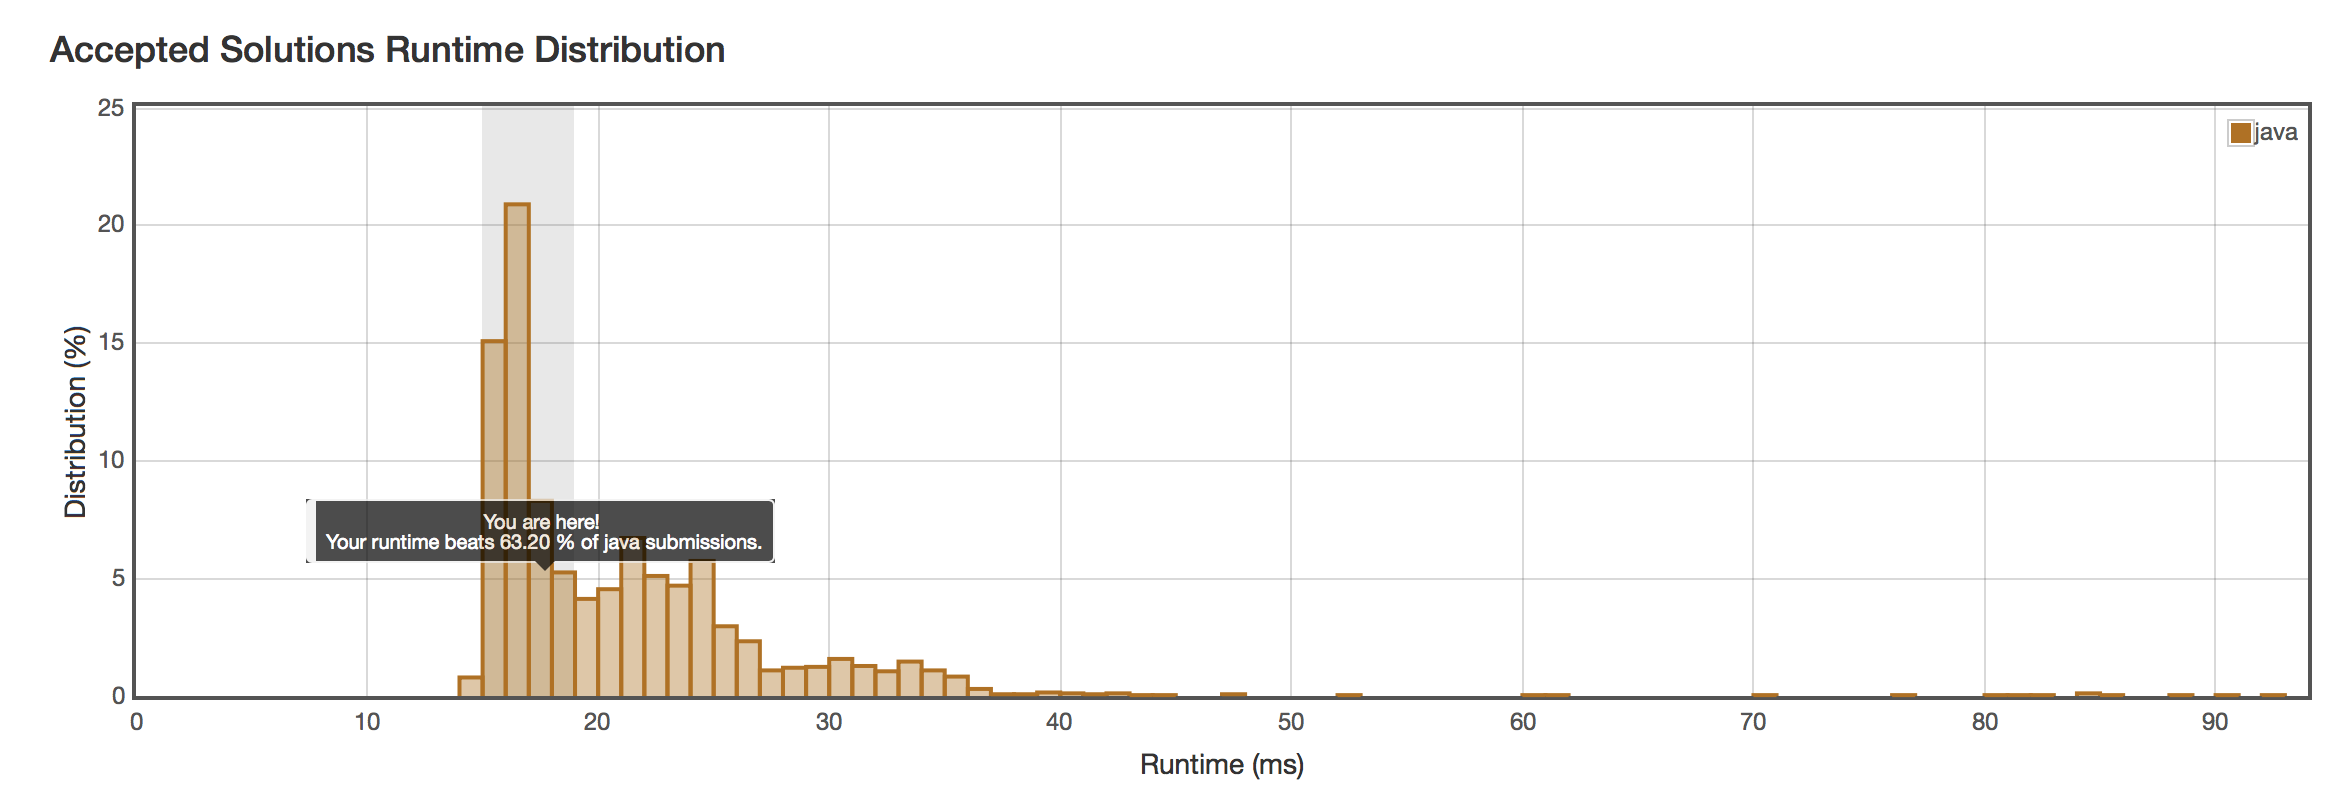 Accepted Solutions Runtime Distribution
25
java
20
15
Distribution (%)
10
You are here!
Your runtime beats 63.20 % of java submissions.
5
0
0 10 20 30 40 50 60 70 80 90
Runtime (ms)